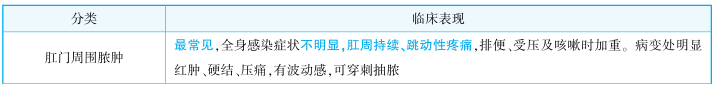 分类 临床表现
肛门周围脓肿 最常见,全身感染症状不明显,肛周持续、跳动性疼痛,排便、受压及咳嗽时加重。病变处明显
红肿、硬结、压痛,有波动感,可穿刺抽脓